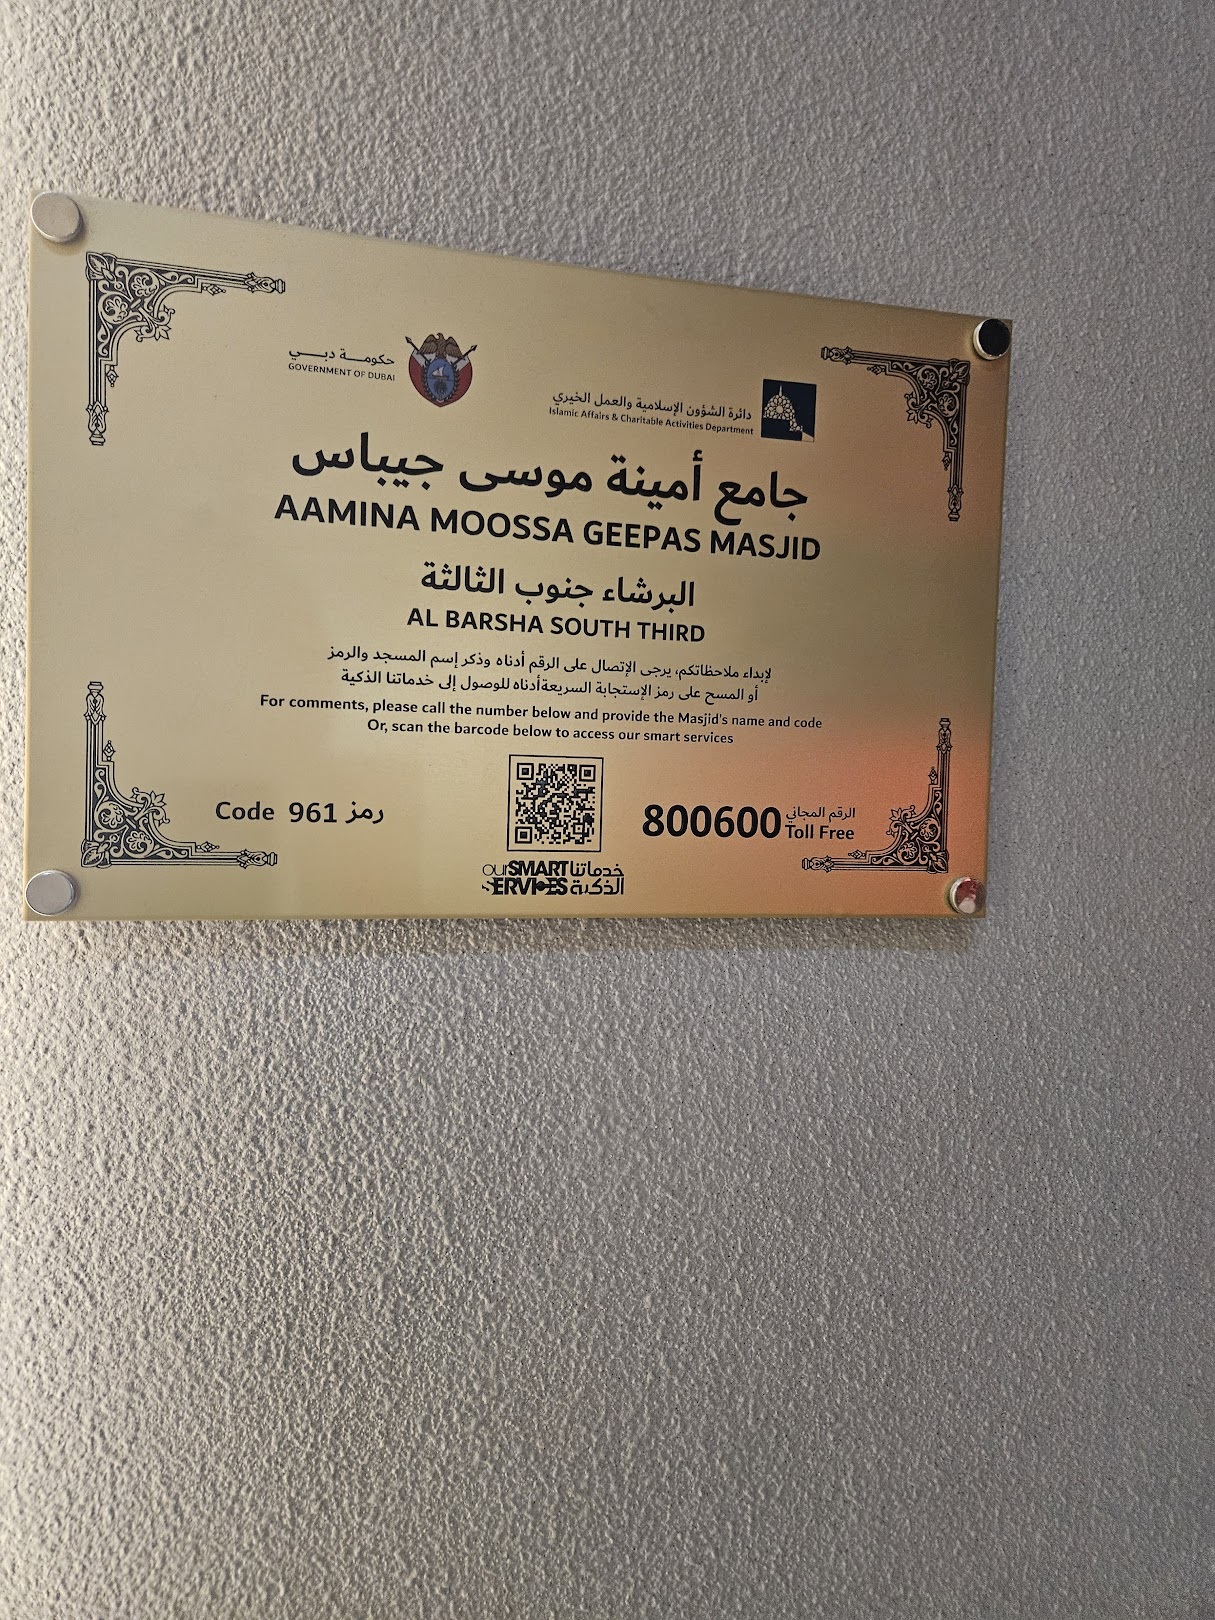 حكومة دبي
GOVERNMENT OF DUBAI
دائرة الشؤون الإسلامية والعمل الخيري
Islamic Affairs & Charitable Activities Department
جامع أمينة موسى جيباس
AAMINA MOOSSA GEEPAS MASJID
البرشاء جنوب الثالثة
AL BARSHA SOUTH THIRD
لإبداء ملاحظاتكم، يرجى الإتصال على الرقم أدناه وذكر إسم المسجد والرمز
أو المسح على رمز الإستجابة السريعةأدناه للوصول إلى خدماتنا الذكية
For comments, please call the number below and provide the Masjid's name and code
Or, scan the barcode below to access our smart services
Code 961 رمز
800600 الرقم المجاني
Toll Free
ourSMART خدماتنا
SERVICES الذكية